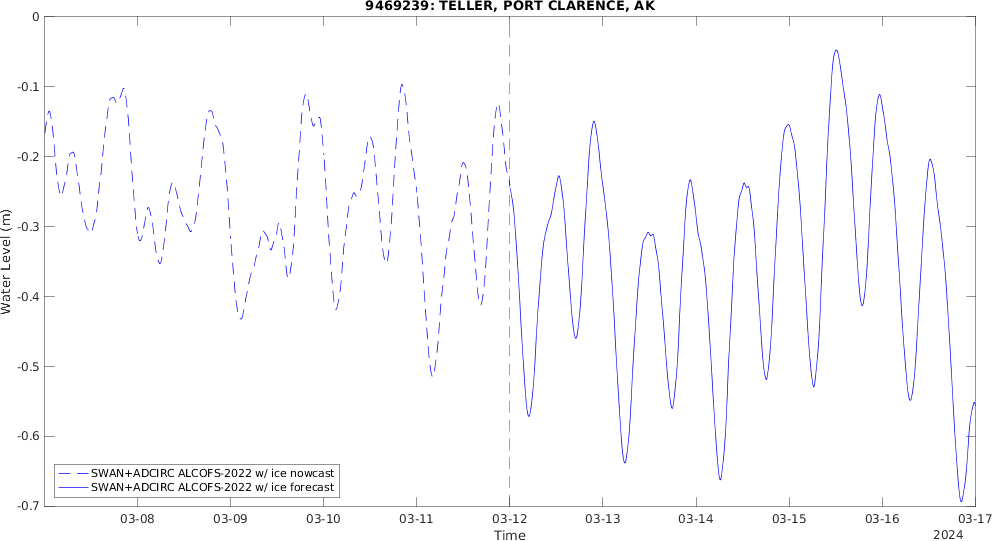 9469239: TELLER, PORT CLARENCE, AK
0
-0.1
-0.2
-0.3
-0.4
-0.5
-0.6
-0.7
Water Level (m)
SWAN+ADCIRC ALCOFS-2022 w/ ice nowcast
SWAN+ADCIRC ALCOFS-2022 w/ ice forecast
03-08 03-09 03-10 03-11 03-12 03-13 03-14 03-15 03-16 03-17
Time
2024